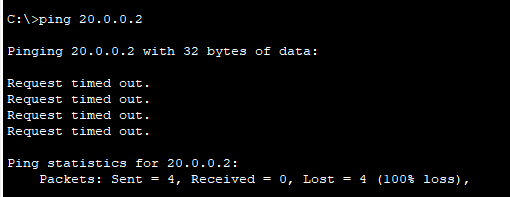 C:\>ping 20.0.0.2
Pinging 20.0.0.2 with 32 bytes of data:
Request timed out.
Request timed out.
Request timed out.
Request timed out.
Ping statistics for 20.0.0.2:
    Packets: Sent = 4, Received = 0, Lost = 4 (100% loss),